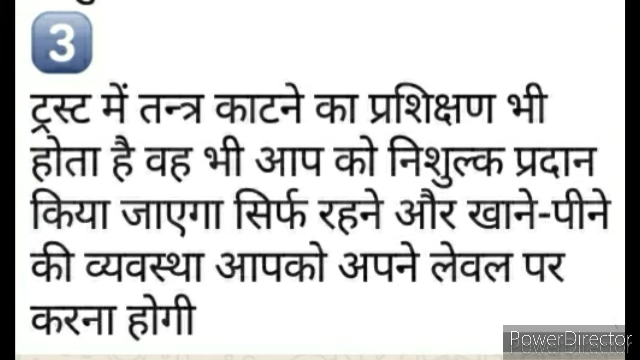 3
ट्रस्ट में तन्त्र काटने का प्रशिक्षण भी
होता है वह भी आप को निशुल्क प्रदान
किया जाएगा सिर्फ रहने और खाने-पीने
की व्यवस्था आपको अपने लेवल पर
करना होगी
PowerDirector